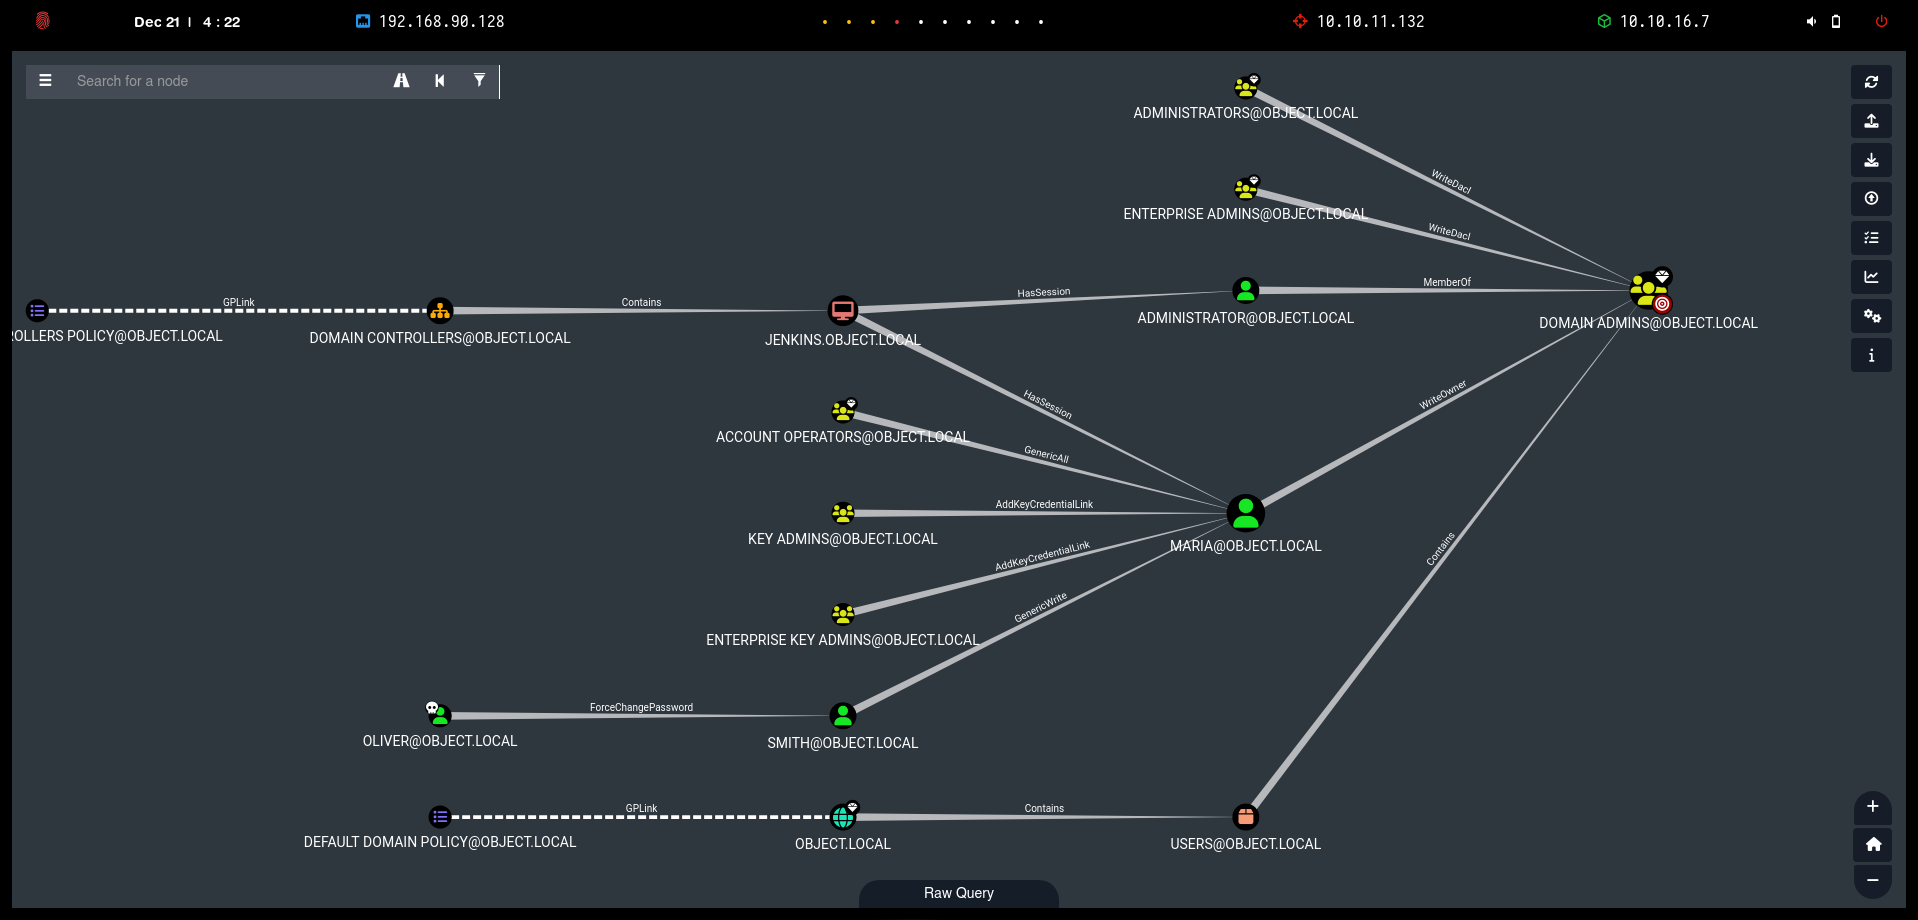 Dec 21 | 4 : 22
192.168.90.128
10.10.11.132
10.10.16.7
Search for a node
ADMINISTRATORS@OBJECT.LOCAL
WriteDacl
ENTERPRISE ADMINS@OBJECT.LOCAL
WriteDacl
GPLink
Contains
HasSession
MemberOf
ADMINISTRATOR@OBJECT.LOCAL
DOMAIN ADMINS@OBJECT.LOCAL
ROLLERS POLICY@OBJECT.LOCAL
DOMAIN CONTROLLERS@OBJECT.LOCAL
JENKINS.OBJECT.LOCAL
HasSession
WriteOwner
ACCOUNT OPERATORS@OBJECT.LOCAL
GenericAll
AddKeyCredentialLink
KEY ADMINS@OBJECT.LOCAL
MARIA@OBJECT.LOCAL
AddKeyCredentialLink
Contains
GenericWrite
ENTERPRISE KEY ADMINS@OBJECT.LOCAL
ForceChangePassword
OLIVER@OBJECT.LOCAL
SMITH@OBJECT.LOCAL
GPLink
Contains
DEFAULT DOMAIN POLICY@OBJECT.LOCAL
OBJECT.LOCAL
USERS@OBJECT.LOCAL
Raw Query